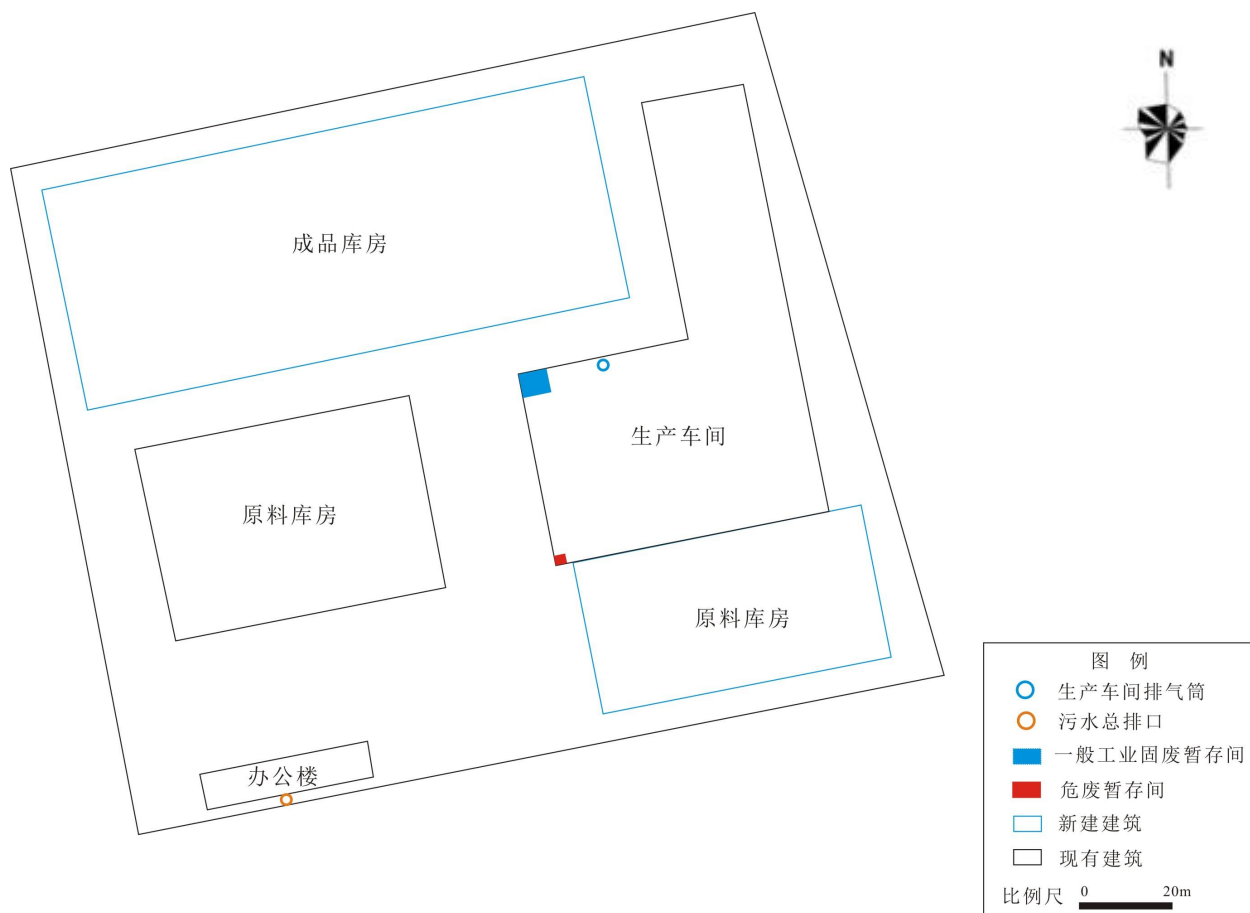 N
成品库房
生产车间
原料库房
原料库房
办公楼
图 例
生产车间排气筒
污水总排口
一般工业固废暂存间
危废暂存间
新建建筑
现有建筑
比例尺 0 20m